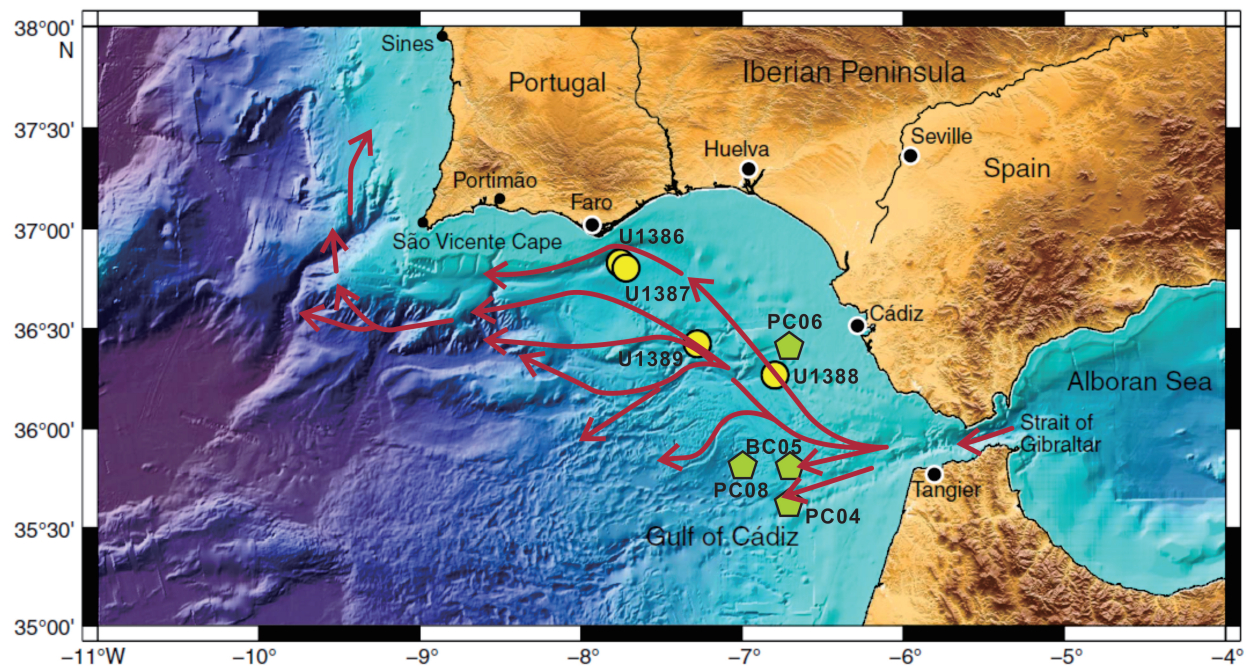 38°00'
N
37°30'
37°00'
36°30'
36°00'
35°30'
35°00'
Sines
Portugal
Iberian Peninsula
Huelva
Seville
Spain
Portimão
Faro
São Vicente Cape
U1386
U1387
PC06
Cádiz
U1389
U1388
Alboran Sea
Strait of
Gibraltar
BC05
PC08
Tangier
PC04
Gulf of Cádiz
−11°W
−10°
−9°
−8°
−7°
−6°
−5°
−4°